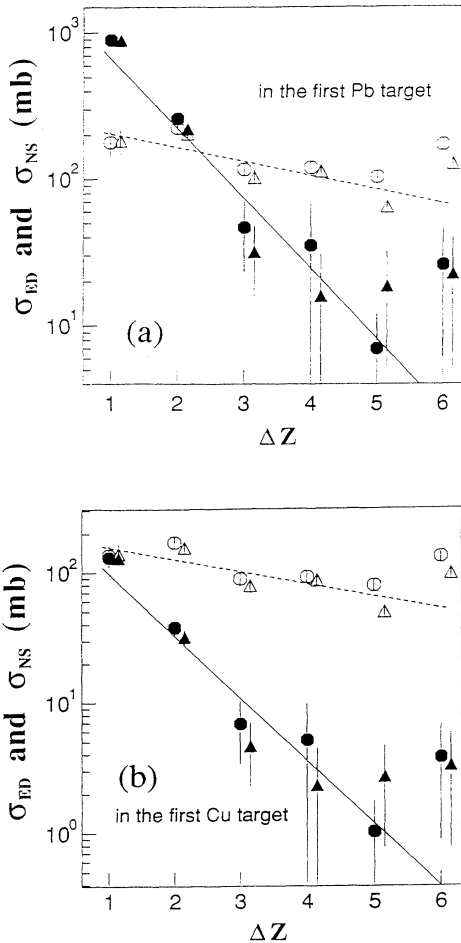 10³
in the first Pb target
10²
10¹
(a)
1 2 3 4 5 6
ΔZ
σED and σNS (mb)
10²
10¹
(b)
in the first Cu target
10⁰
1 2 3 4 5 6
ΔZ
σED and σNS (mb)